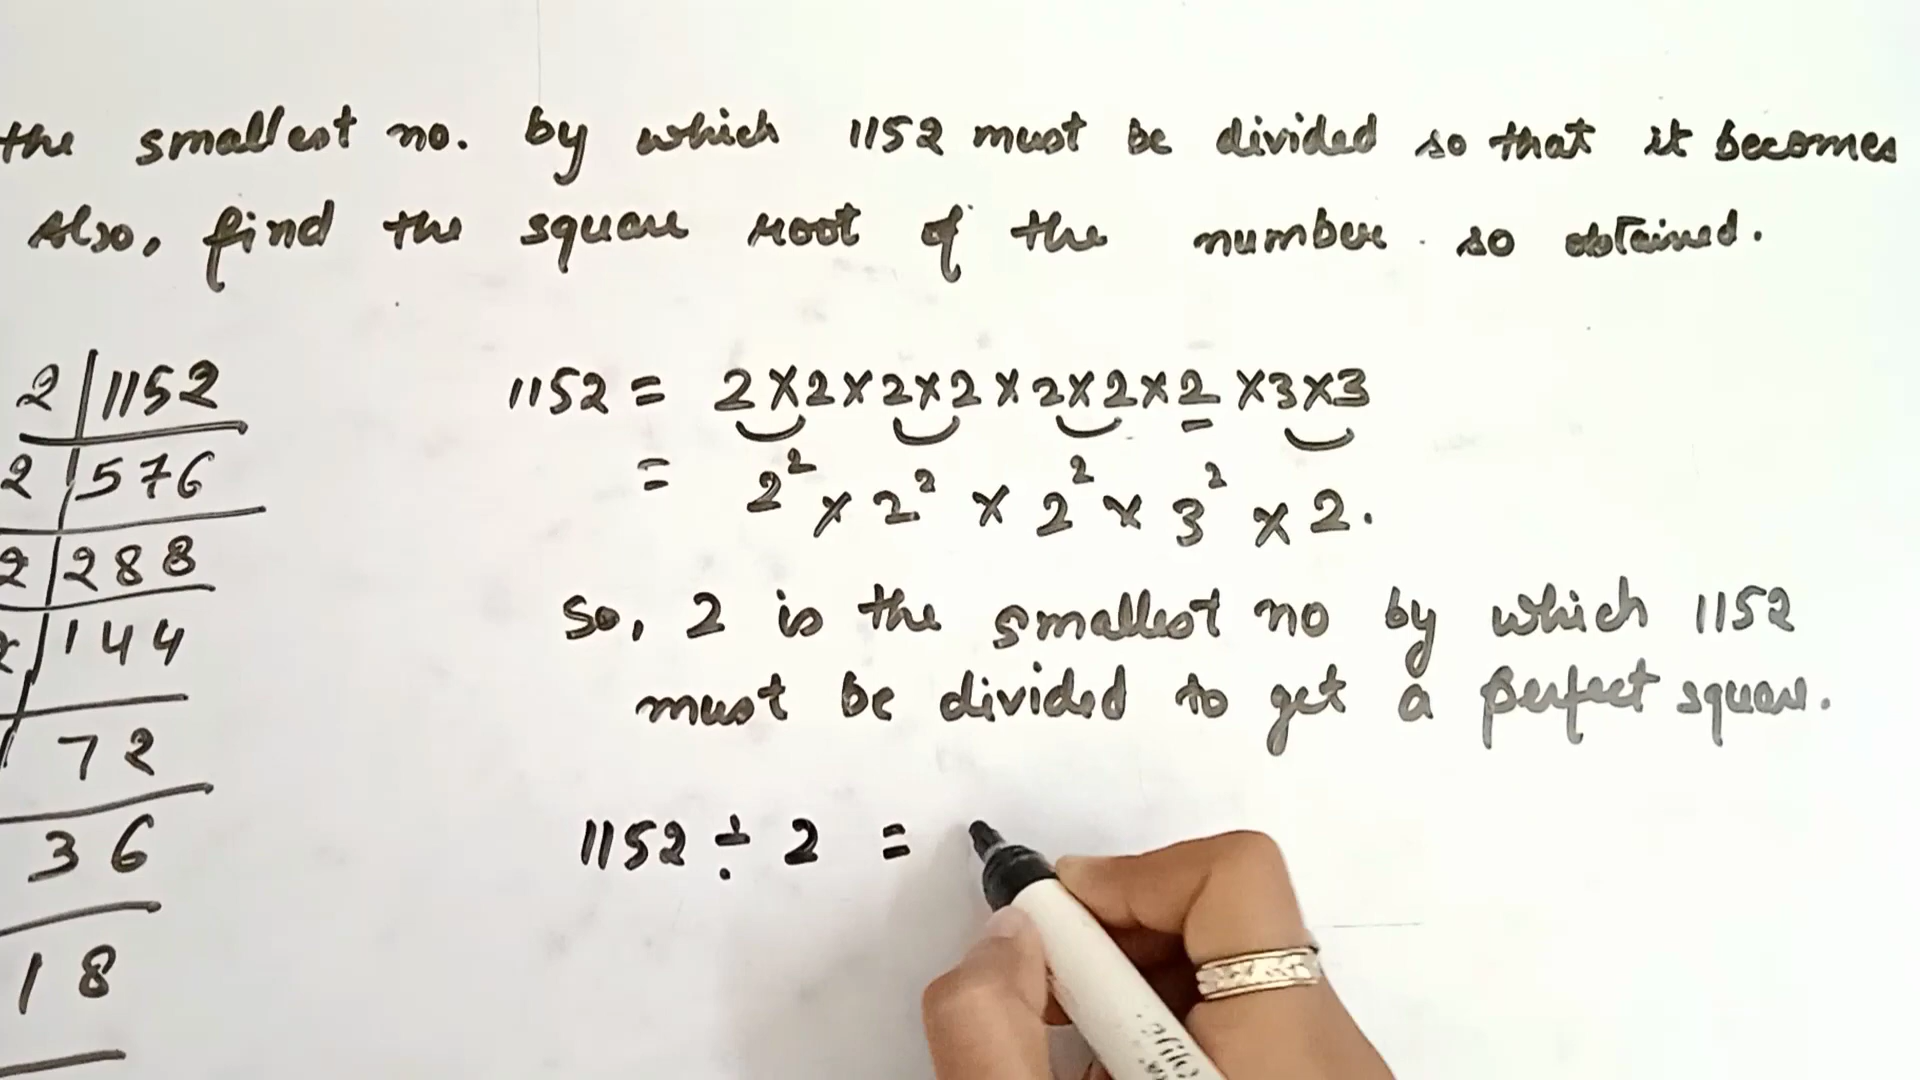 the smallest no. by which 1152 must be divided so that it becomes
Also, find the square root of the number so obtained.
2 | 1152
2 | 576
2 | 288
2 | 144
72
36
18
1152 = 2×2×2×2×2×2×2×3×3
= 2² × 2² × 2² × 3² × 2.
So, 2 is the smallest no by which 1152
must be divided to get a perfect square.
1152 ÷ 2 =